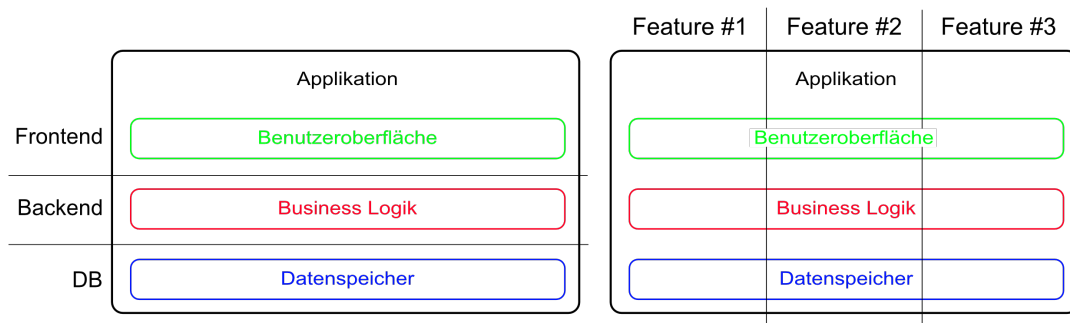 Feature #1 Feature #2 Feature #3
Applikation
Applikation
Frontend
Benutzeroberfläche
Benutzeroberfläche
Backend
Business Logik
Business Logik
DB
Datenspeicher
Datenspeicher